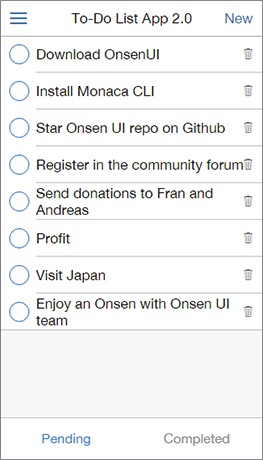 To-Do List App 2.0 New
Download OnsenUI
Install Monaca CLI
Star Onsen UI repo on Github
Register in the community forum
Send donations to Fran and
Andreas
Profit
Visit Japan
Enjoy an Onsen with Onsen UI
team
Pending Completed